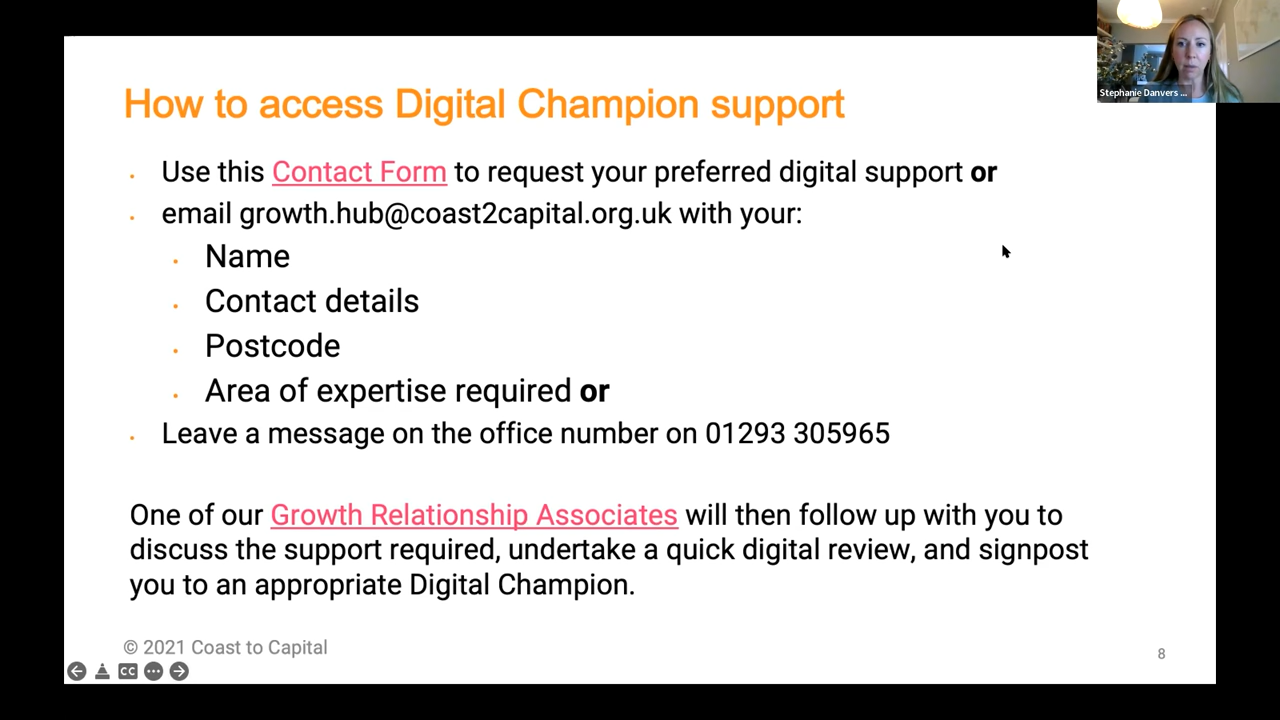 Stephanie Danvers ...
How to access Digital Champion support
• Use this Contact Form to request your preferred digital support or
• email growth.hub@coast2capital.org.uk with your:
• Name
• Contact details
• Postcode
• Area of expertise required or
• Leave a message on the office number on 01293 305965
One of our Growth Relationship Associates will then follow up with you to
discuss the support required, undertake a quick digital review, and signpost
you to an appropriate Digital Champion.
© 2021 Coast to Capital
8
CC